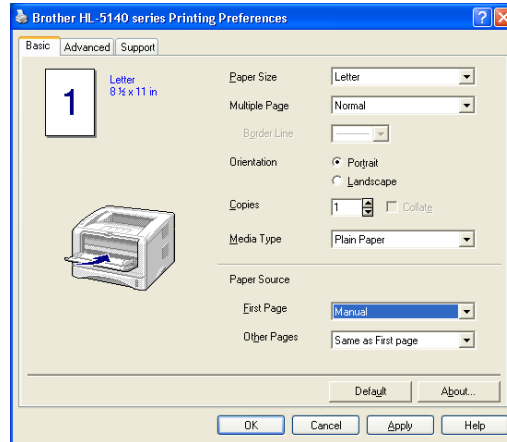 Brother HL-5140 series Printing Preferences
Basic Advanced Support
1
Letter
8 ½ x 11 in
Paper Size Letter
Multiple Page Normal
Border Line
Orientation Portrait
Landscape
Copies 1 Collate
Media Type Plain Paper
Paper Source
First Page Manual
Other Pages Same as First page
Default About...
OK Cancel Apply Help